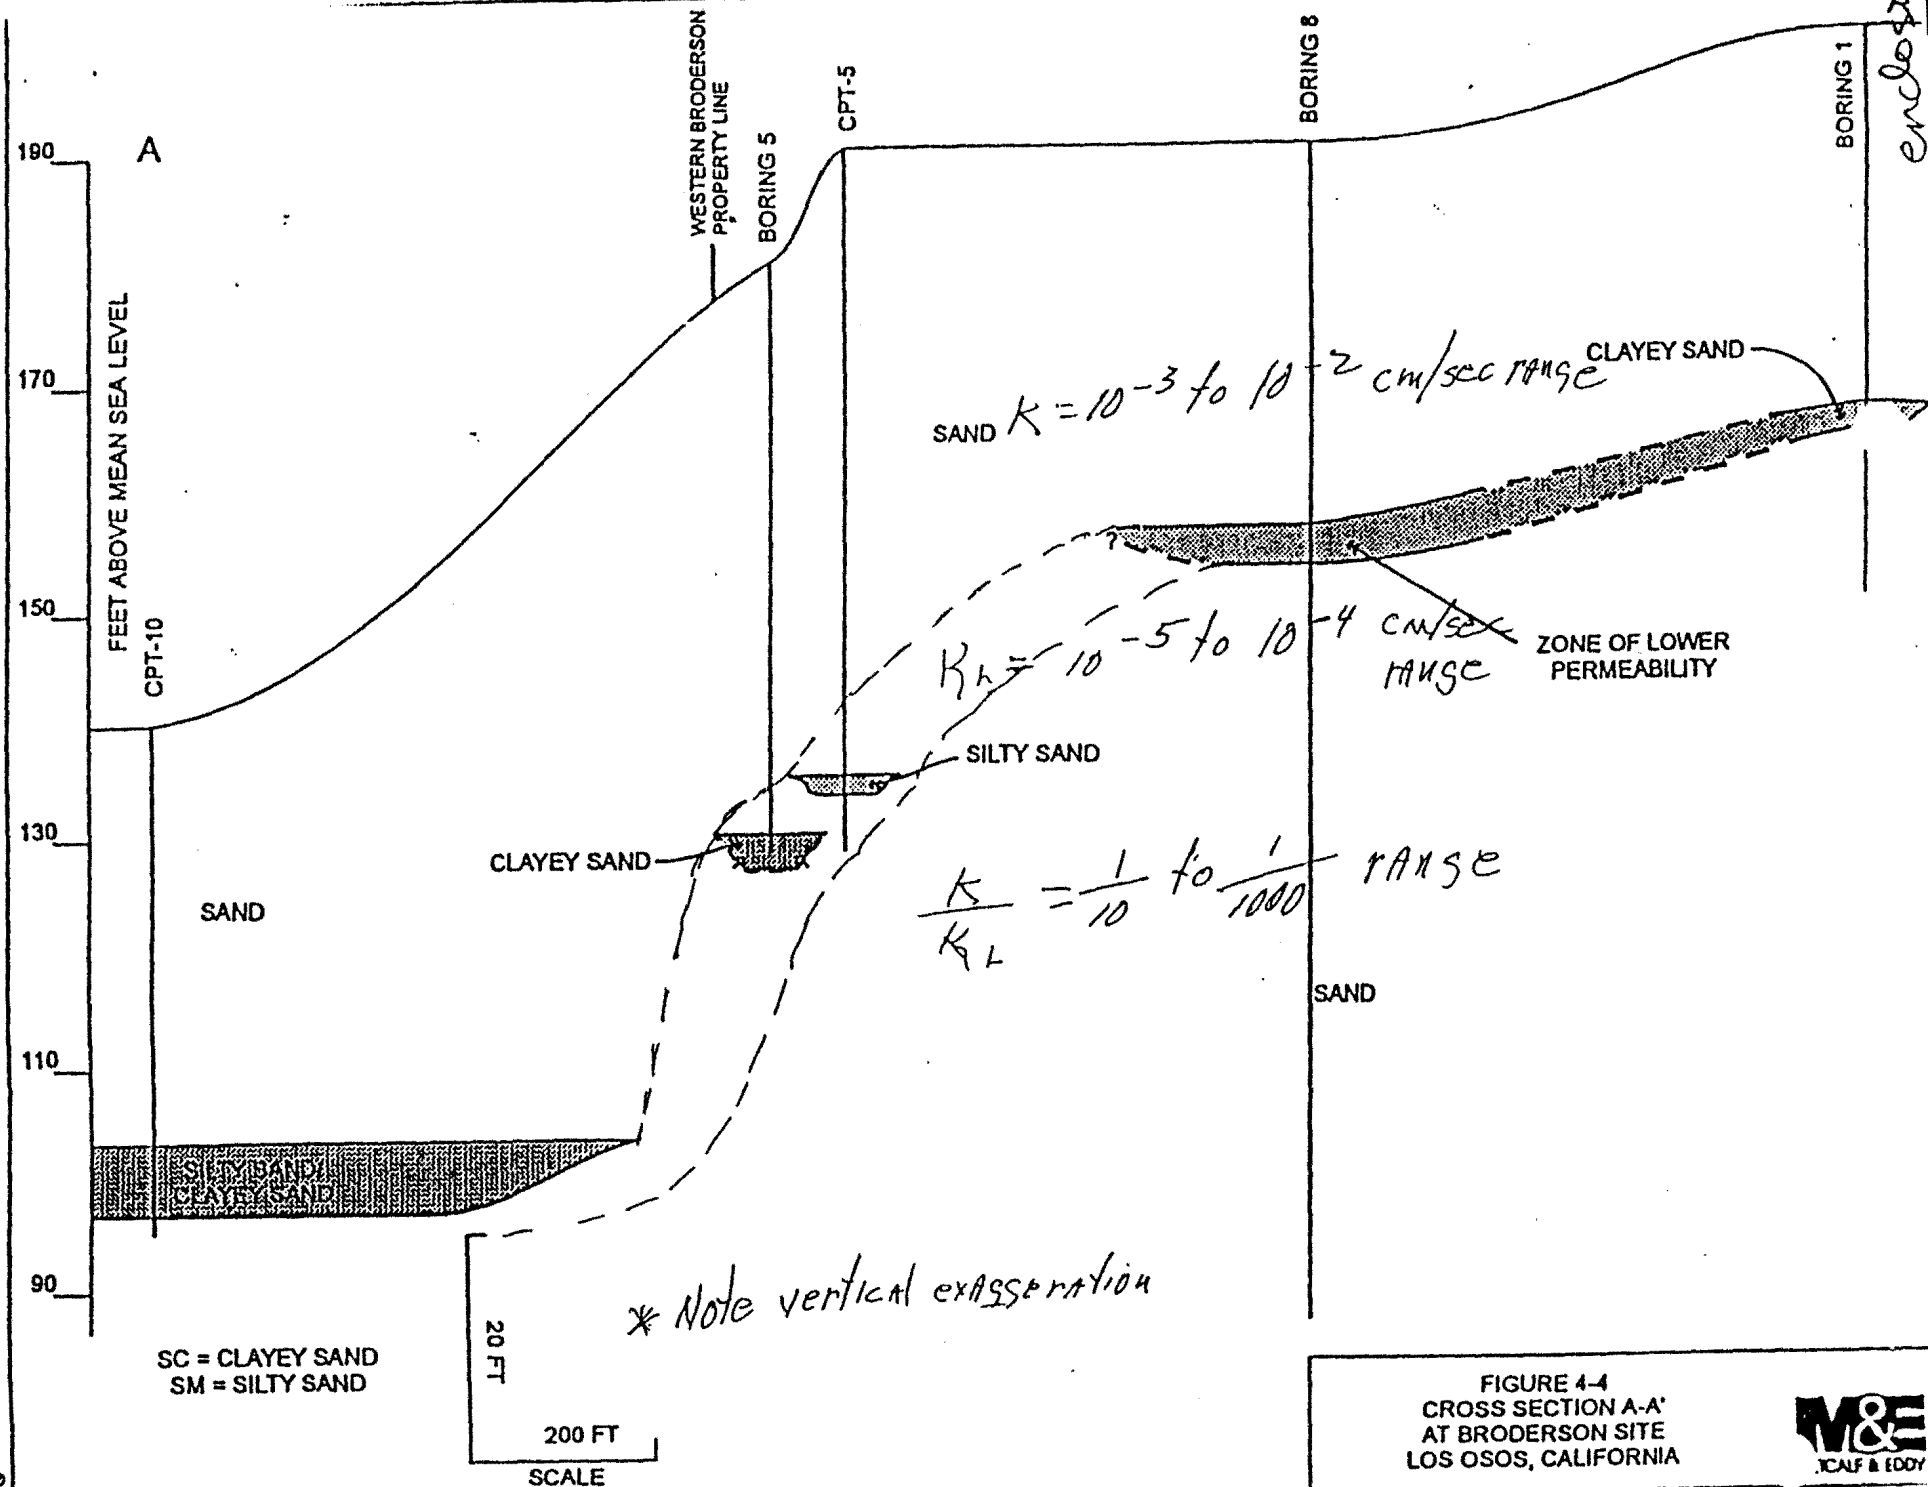 WESTERN BRODERSON
PROPERTY LINE
BORING 5
CPT-5
BORING 8
BORING 1
190
A
170
150
130
110
90
FEET ABOVE MEAN SEA LEVEL
CPT-10
CLAYEY SAND
SAND K = 10⁻³ to 10⁻² cm/sec range
K_L = 10⁻⁵ to 10⁻⁴ cm/sec
range
ZONE OF LOWER
PERMEABILITY
SILTY SAND
CLAYEY SAND
SAND
K/K_L = 1/10 to 1/1000 range
SAND
SILTY SAND/
CLAYEY SAND
* Note vertical exaggeration
20 FT
200 FT
SCALE
SC = CLAYEY SAND
SM = SILTY SAND
FIGURE 4-4
CROSS SECTION A-A'
AT BRODERSON SITE
LOS OSOS, CALIFORNIA
M&E